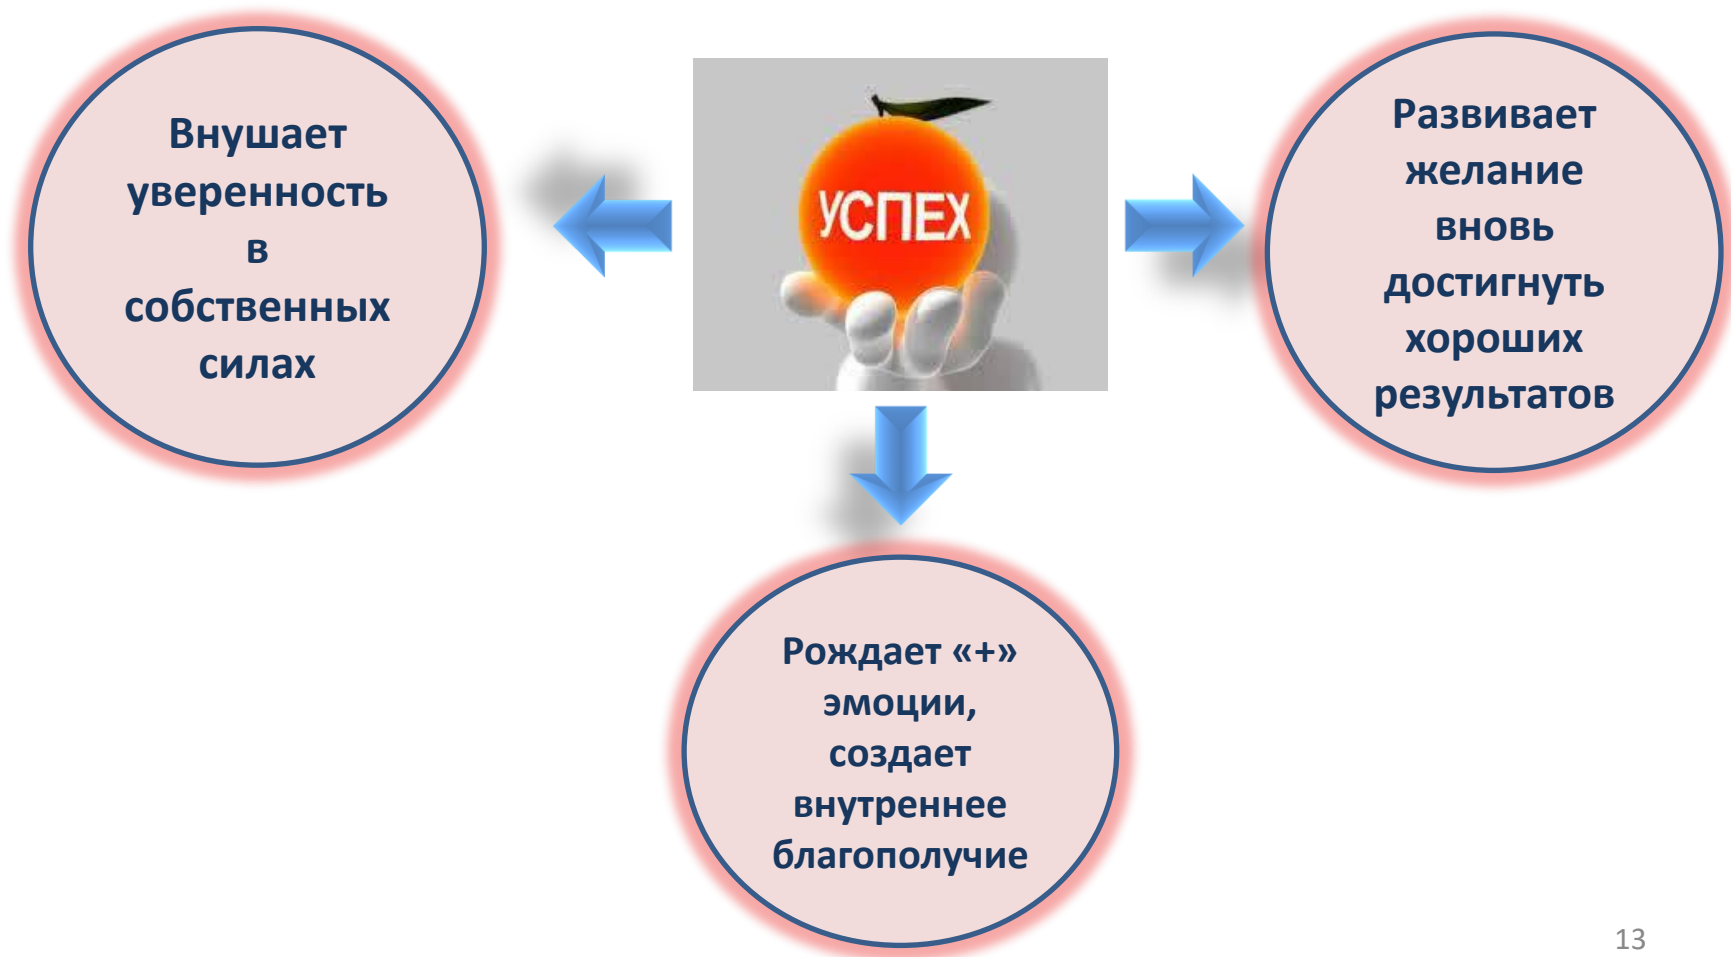 Внушает
уверенность
в
собственных
силах
УСПЕХ
Развивает
желание
вновь
достигнуть
хороших
результатов
Рождает «+»
эмоции,
создает
внутреннее
благополучие
13